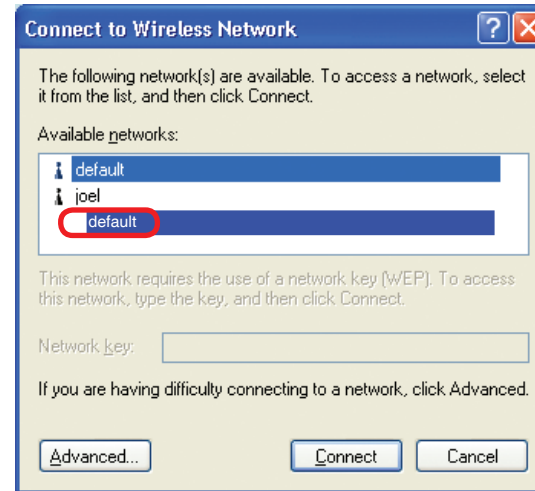 Connect to Wireless Network
The following network(s) are available. To access a network, select
it from the list, and then click Connect.
Available networks:
default
joel
default
This network requires the use of a network key (WEP). To access
this network, type the key, and then click Connect.
Network key:
If you are having difficulty connecting to a network, click Advanced.
Advanced... Connect Cancel